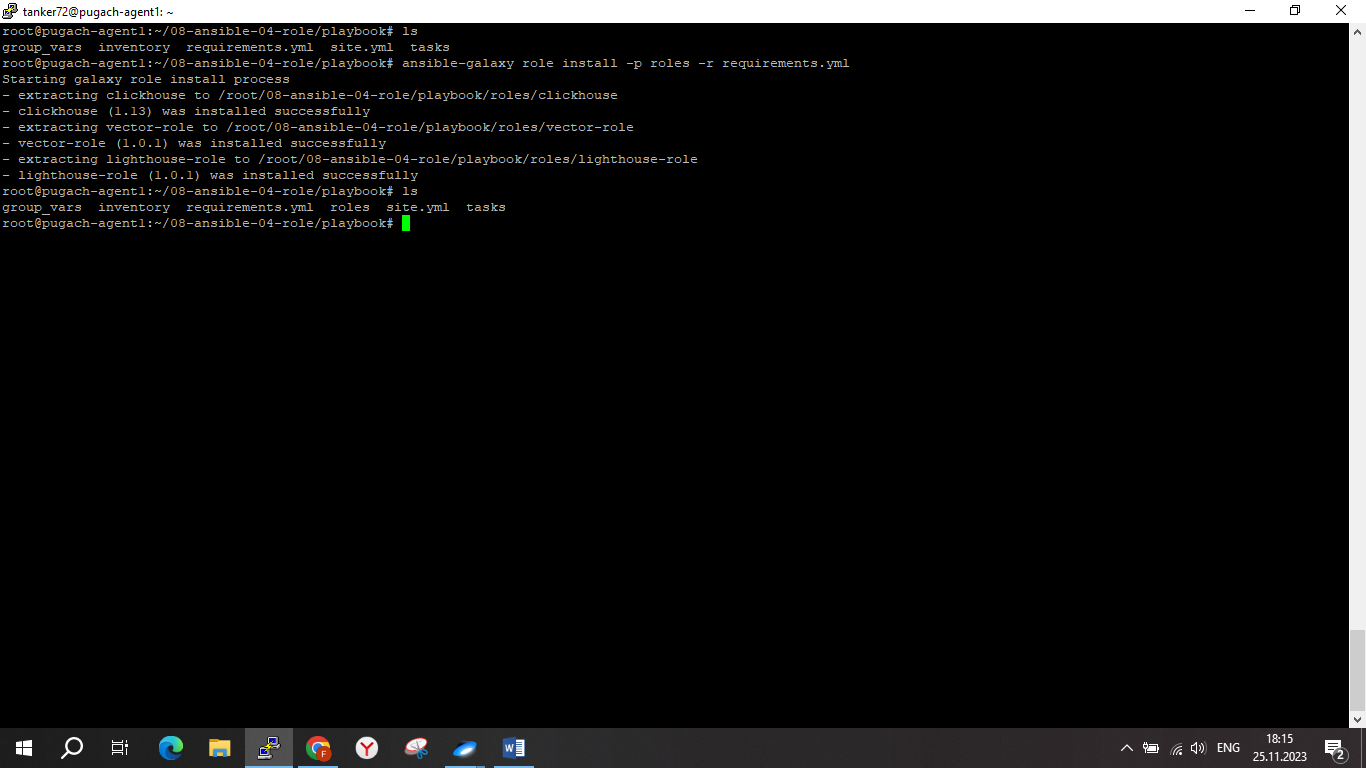 tanker72@pugach-agent1: ~
root@pugach-agent1:~/08-ansible-04-role/playbook# ls
group_vars  inventory  requirements.yml  site.yml  tasks
root@pugach-agent1:~/08-ansible-04-role/playbook# ansible-galaxy role install -p roles -r requirements.yml
Starting galaxy role install process
- extracting clickhouse to /root/08-ansible-04-role/playbook/roles/clickhouse
- clickhouse (1.13) was installed successfully
- extracting vector-role to /root/08-ansible-04-role/playbook/roles/vector-role
- vector-role (1.0.1) was installed successfully
- extracting lighthouse-role to /root/08-ansible-04-role/playbook/roles/lighthouse-role
- lighthouse-role (1.0.1) was installed successfully
root@pugach-agent1:~/08-ansible-04-role/playbook# ls
group_vars  inventory  requirements.yml  roles  site.yml  tasks
root@pugach-agent1:~/08-ansible-04-role/playbook#
ENG
18:15
25.11.2023
2